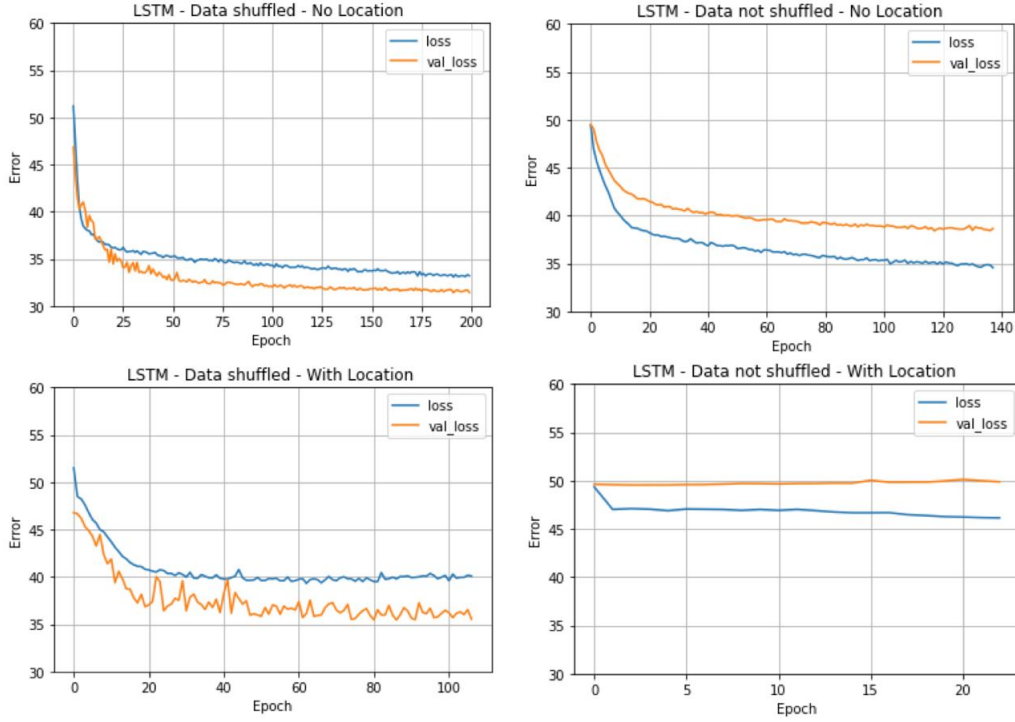 LSTM - Data shuffled - No Location
60
55
50
45
40
35
30
Error
loss
val_loss
0 25 50 75 100 125 150 175 200
Epoch
LSTM - Data not shuffled - No Location
60
55
50
45
40
35
30
Error
loss
val_loss
0 20 40 60 80 100 120 140
Epoch
LSTM - Data shuffled - With Location
60
55
50
45
40
35
30
Error
loss
val_loss
0 20 40 60 80 100
Epoch
LSTM - Data not shuffled - With Location
60
55
50
45
40
35
30
Error
loss
val_loss
0 5 10 15 20
Epoch